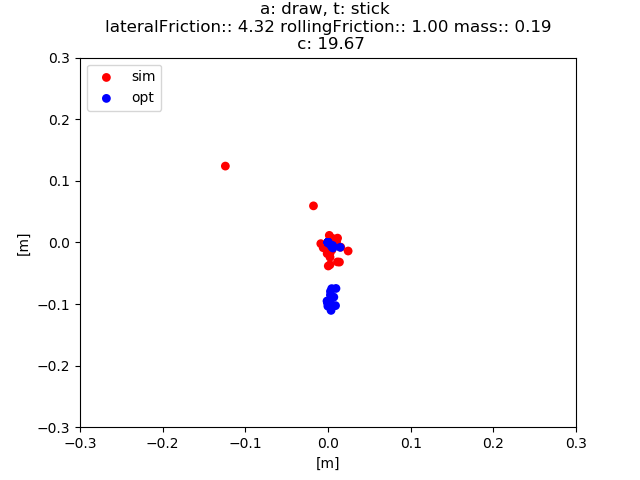 a: draw, t: stick
lateralFriction:: 4.32 rollingFriction:: 1.00 mass:: 0.19
c: 19.67
sim
opt
0.3
0.2
0.1
0.0
−0.1
−0.2
−0.3
[m]
−0.3 −0.2 −0.1 0.0 0.1 0.2 0.3
[m]